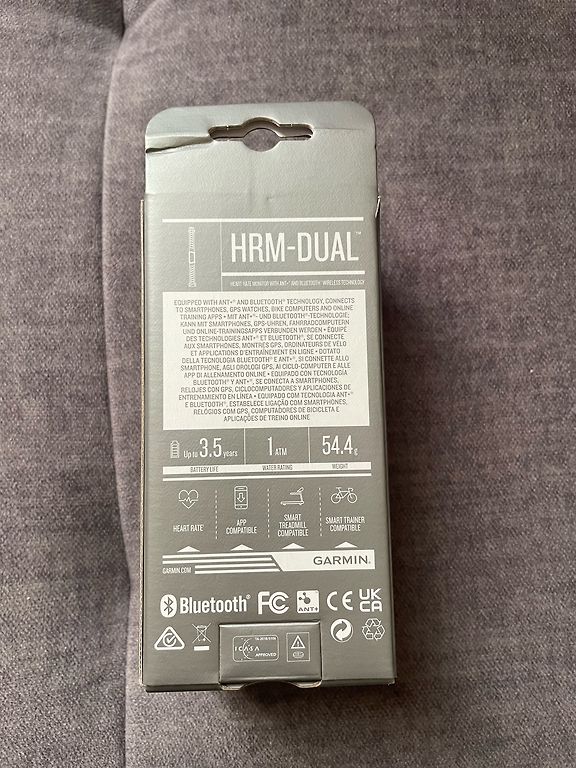 HRM-DUAL™
HEART RATE MONITOR WITH ANT+® AND BLUETOOTH® WIRELESS TECHNOLOGY
EQUIPPED WITH ANT+® AND BLUETOOTH® TECHNOLOGY, CONNECTS
TO SMARTPHONES, GPS WATCHES, BIKE COMPUTERS AND ONLINE
TRAINING APPS • MIT ANT+®- UND BLUETOOTH®-TECHNOLOGIE;
KANN MIT SMARTPHONES, GPS-UHREN, FAHRRADCOMPUTERN
UND ONLINE-TRAININGSAPPS VERBUNDEN WERDEN • ÉQUIPÉ
DES TECHNOLOGIES ANT+® ET BLUETOOTH®, SE CONNECTE
AUX SMARTPHONES, MONTRES GPS, ORDINATEURS DE VÉLO
ET APPLICATIONS D'ENTRAÎNEMENT EN LIGNE • DOTATO
DELLA TECNOLOGIA BLUETOOTH® E ANT+®, SI CONNETTE ALLO
SMARTPHONE, AGLI OROLOGI GPS, AI CICLO-COMPUTER E ALLE
APP DI ALLENAMENTO ONLINE • EQUIPADO CON TECNOLOGÍA
BLUETOOTH® Y ANT+®, SE CONECTA A SMARTPHONES,
RELOJES CON GPS, CICLOCOMPUTADORES Y APLICACIONES DE
ENTRENAMIENTO EN LÍNEA • EQUIPADO COM TECNOLOGIA ANT+®
E BLUETOOTH®, ESTABELECE LIGAÇÃO COM SMARTPHONES,
RELÓGIOS COM GPS, COMPUTADORES DE BICICLETA E
APLICAÇÕES DE TREINO ONLINE
Up to 3.5 years 1 ATM 54.4 g
BATTERY LIFE WATER RATING WEIGHT
HEART RATE¹
APP
COMPATIBLE
SMART
TREADMILL
COMPATIBLE
SMART TRAINER
COMPATIBLE
GARMIN.COM
GARMIN®
Bluetooth® FC ANT+ CE UK
CA
ICASA
APPROVED